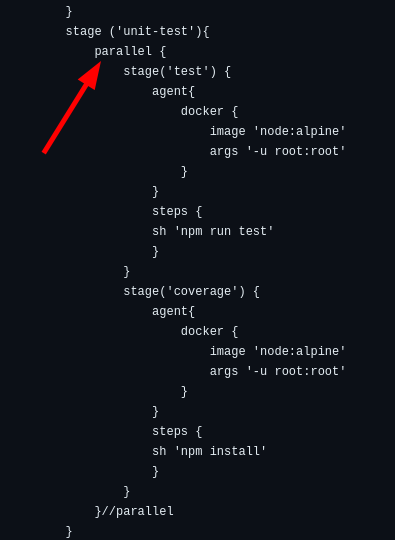 }
stage ('unit-test'){
parallel {
stage('test') {
agent{
docker {
image 'node:alpine'
args '-u root:root'
}
}
steps {
sh 'npm run test'
}
}
stage('coverage') {
agent{
docker {
image 'node:alpine'
args '-u root:root'
}
}
steps {
sh 'npm install'
}
}
}//parallel
}